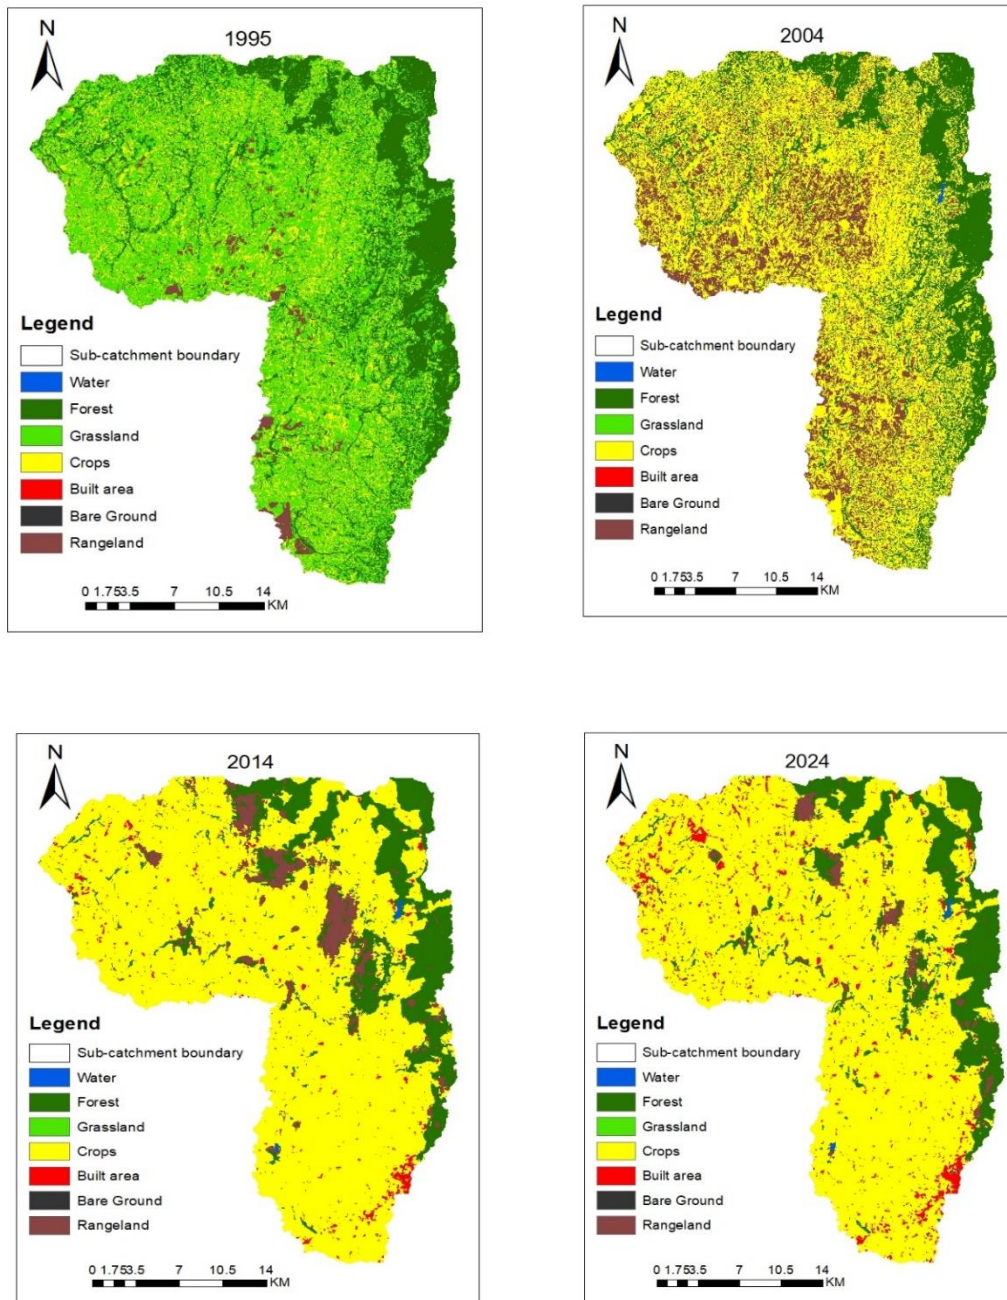 N
1995
Legend
Sub-catchment boundary
Water
Forest
Grassland
Crops
Built area
Bare Ground
Rangeland
0 1.753.5 7 10.5 14
KM
N
2004
Legend
Sub-catchment boundary
Water
Forest
Grassland
Crops
Built area
Bare Ground
Rangeland
0 1.753.5 7 10.5 14
KM
N
2014
Legend
Sub-catchment boundary
Water
Forest
Grassland
Crops
Built area
Bare Ground
Rangeland
0 1.753.5 7 10.5 14
KM
N
2024
Legend
Sub-catchment boundary
Water
Forest
Grassland
Crops
Built area
Bare Ground
Rangeland
0 1.753.5 7 10.5 14
KM